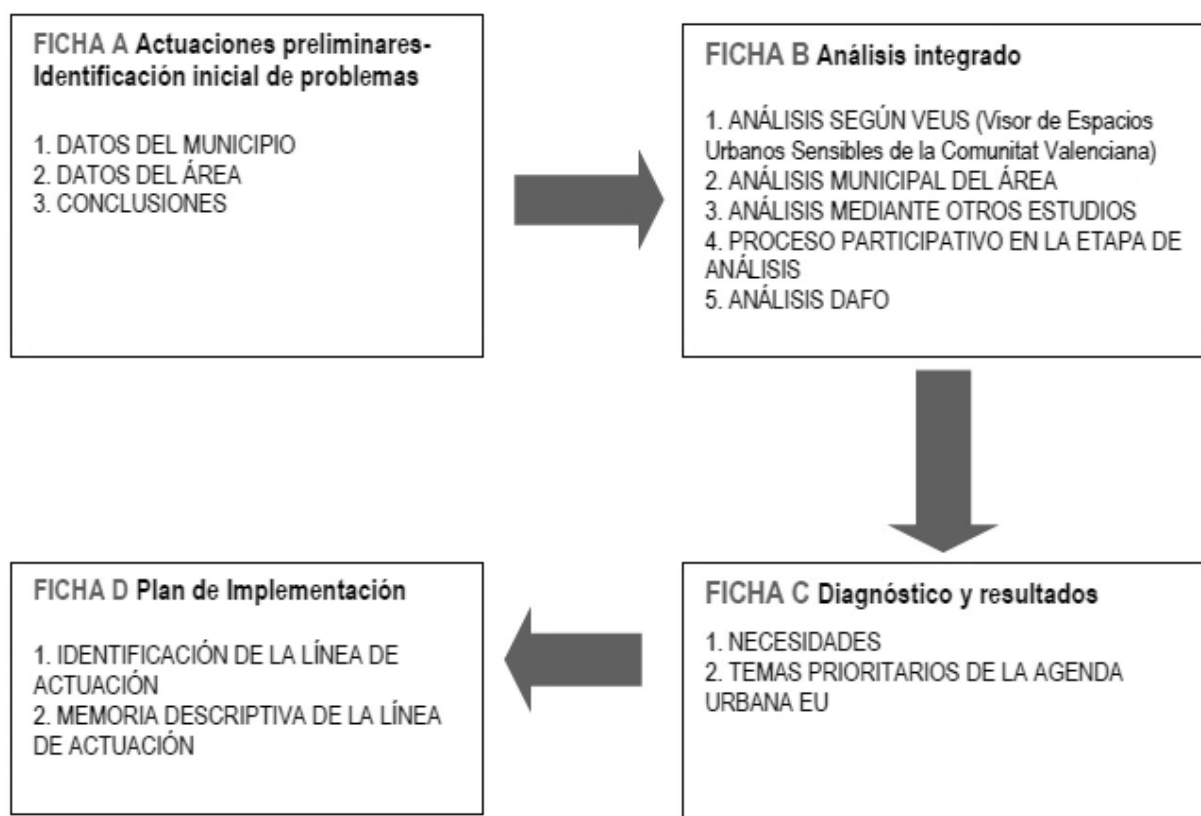 FICHA A Actuaciones preliminares-
Identificación inicial de problemas
1. DATOS DEL MUNICIPIO
2. DATOS DEL ÁREA
3. CONCLUSIONES
FICHA B Análisis integrado
1. ANÁLISIS SEGÚN VEUS (Visor de Espacios
Urbanos Sensibles de la Comunitat Valenciana)
2. ANÁLISIS MUNICIPAL DEL ÁREA
3. ANÁLISIS MEDIANTE OTROS ESTUDIOS
4. PROCESO PARTICIPATIVO EN LA ETAPA DE
ANÁLISIS
5. ANÁLISIS DAFO
FICHA C Diagnóstico y resultados
1. NECESIDADES
2. TEMAS PRIORITARIOS DE LA AGENDA
URBANA EU
FICHA D Plan de Implementación
1. IDENTIFICACIÓN DE LA LÍNEA DE
ACTUACIÓN
2. MEMORIA DESCRIPTIVA DE LA LÍNEA
DE ACTUACIÓN